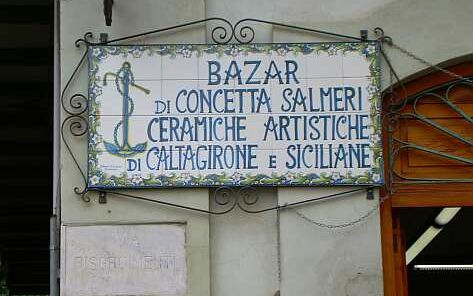 BAZAR
DI CONCETTA SALMERI
CERAMICHE ARTISTICHE
DI CALTAGIRONE E SICILIANE